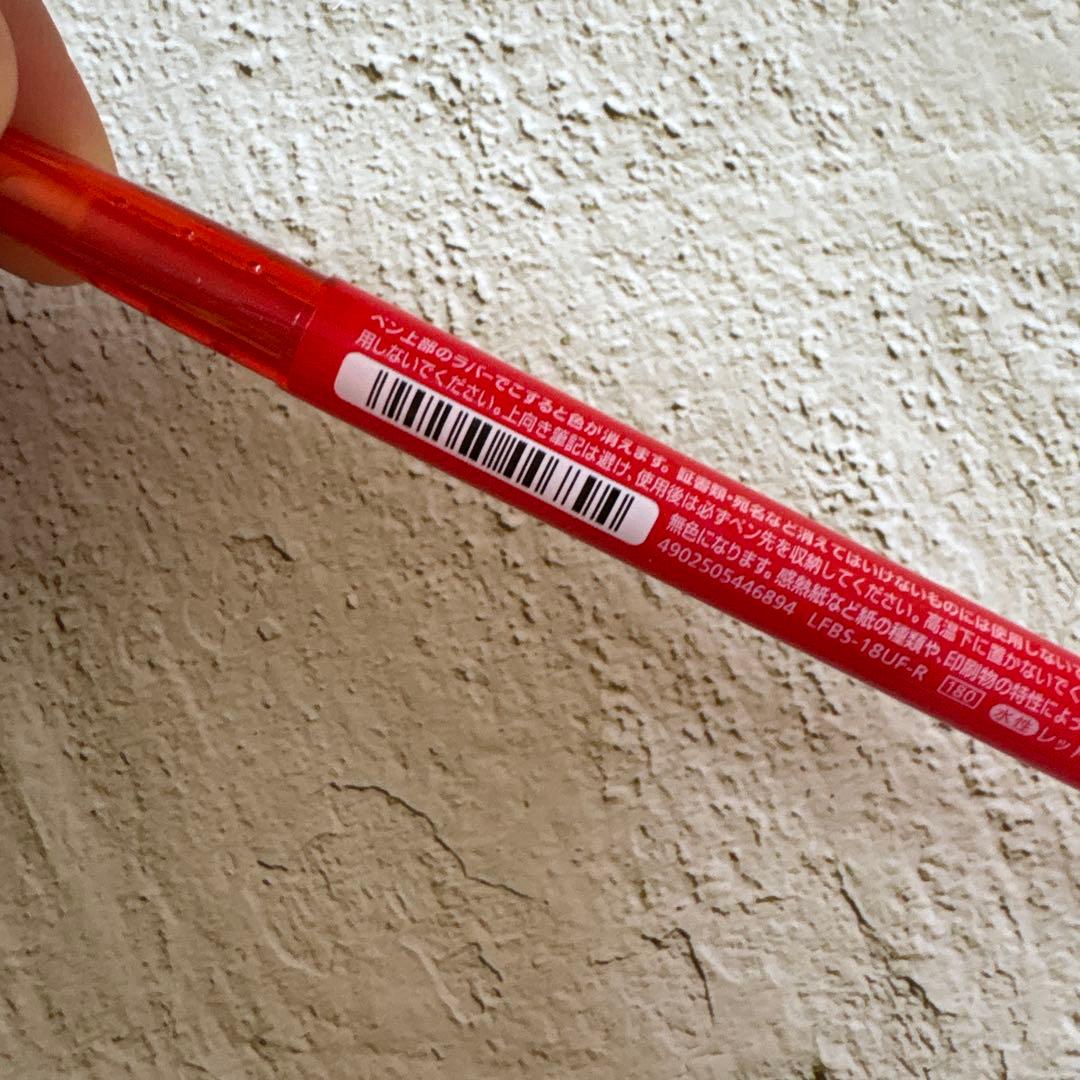 ペン上部のラバーでこすると色が消えます。証書類・宛名など消えてはいけないものには使用しないで
用しないでください。上向き筆記は避け、使用後は必ずペン先を収納してください。高温下に置かないでく
無色になります。感熱紙など紙の種類や、印刷物の特性によ
4902505446894 LFBS-18UF-R 180 水性 レッド